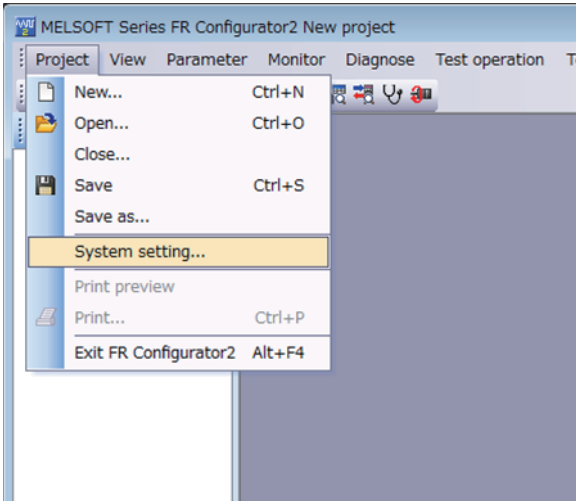 MELSOFT Series FR Configurator2 New project
Project View Parameter Monitor Diagnose Test operation
New... Ctrl+N
Open... Ctrl+O
Close...
Save Ctrl+S
Save as...
System setting...
Print preview
Print... Ctrl+P
Exit FR Configurator2 Alt+F4